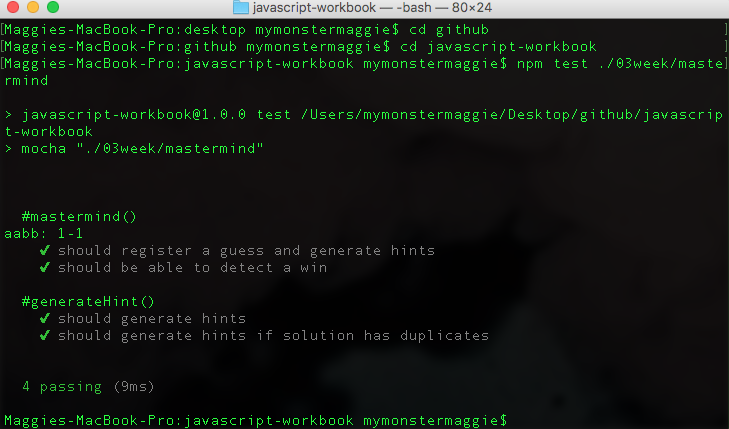 javascript-workbook — -bash — 80×24
[Maggies-MacBook-Pro:desktop mymonstermaggie$ cd github ]
[Maggies-MacBook-Pro:github mymonstermaggie$ cd javascript-workbook ]
[Maggies-MacBook-Pro:javascript-workbook mymonstermaggie$ npm test ./03week/maste]
rmind
> javascript-workbook@1.0.0 test /Users/mymonstermaggie/Desktop/github/javascrip
t-workbook
> mocha "./03week/mastermind"
#mastermind()
aabb: 1-1
✔ should register a guess and generate hints
✔ should be able to detect a win
#generateHint()
✔ should generate hints
✔ should generate hints if solution has duplicates
4 passing (9ms)
Maggies-MacBook-Pro:javascript-workbook mymonstermaggie$